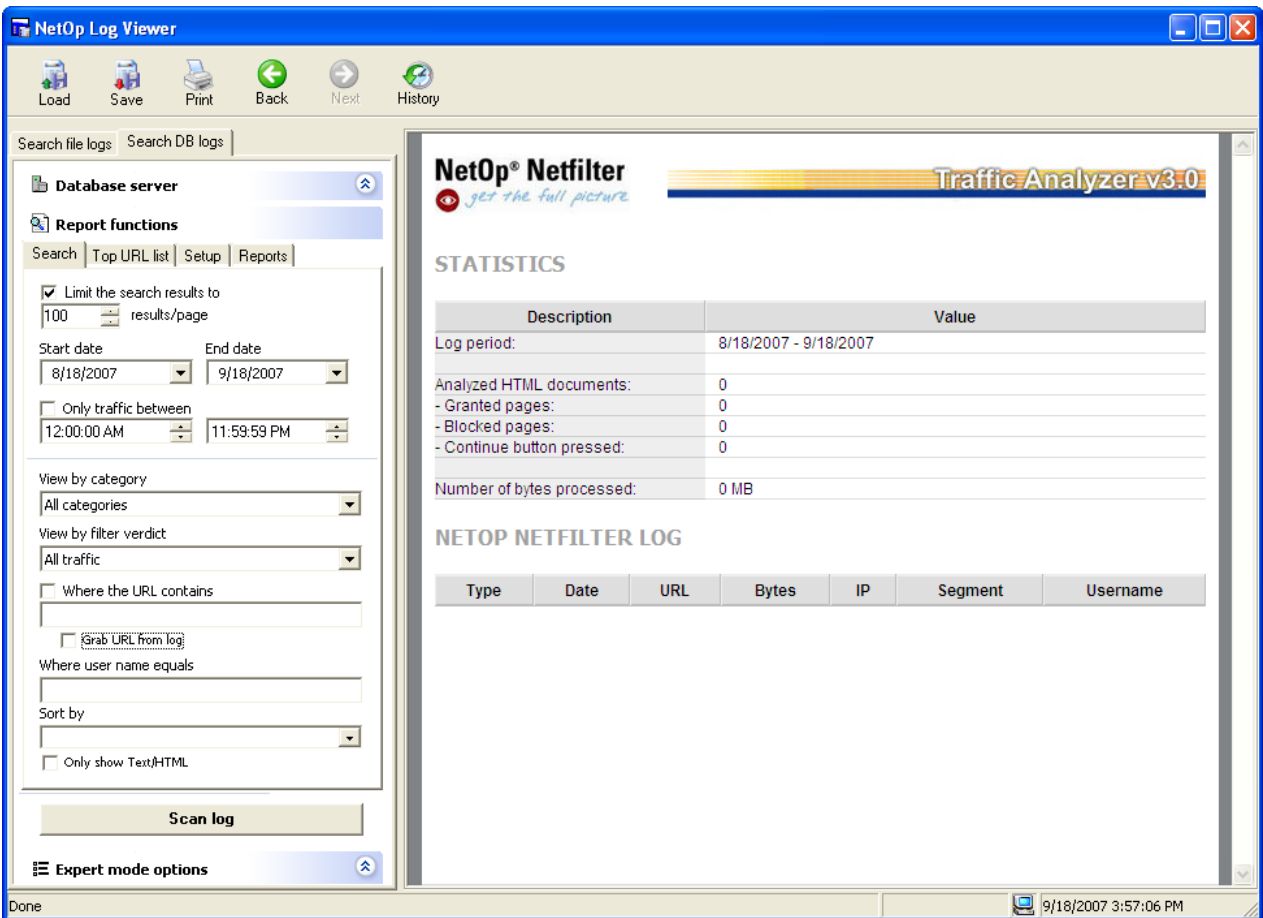 NetOp Log Viewer
Load Save Print Back Next History
Search file logs Search DB logs
Database server
Report functions
Search Top URL list Setup Reports
Limit the search results to
100 results/page
Start date End date
8/18/2007 9/18/2007
Only traffic between
12:00:00 AM 11:59:59 PM
View by category
All categories
View by filter verdict
All traffic
Where the URL contains
Grab URL from log
Where user name equals
Sort by
Only show Text/HTML
Scan log
Expert mode options
NetOp® Netfilter
get the full picture
Traffic Analyzer v3.0
STATISTICS
Description Value
Log period: 8/18/2007 - 9/18/2007
Analyzed HTML documents: 0
- Granted pages: 0
- Blocked pages: 0
- Continue button pressed: 0
Number of bytes processed: 0 MB
NETOP NETFILTER LOG
Type Date URL Bytes IP Segment Username
Done 9/18/2007 3:57:06 PM